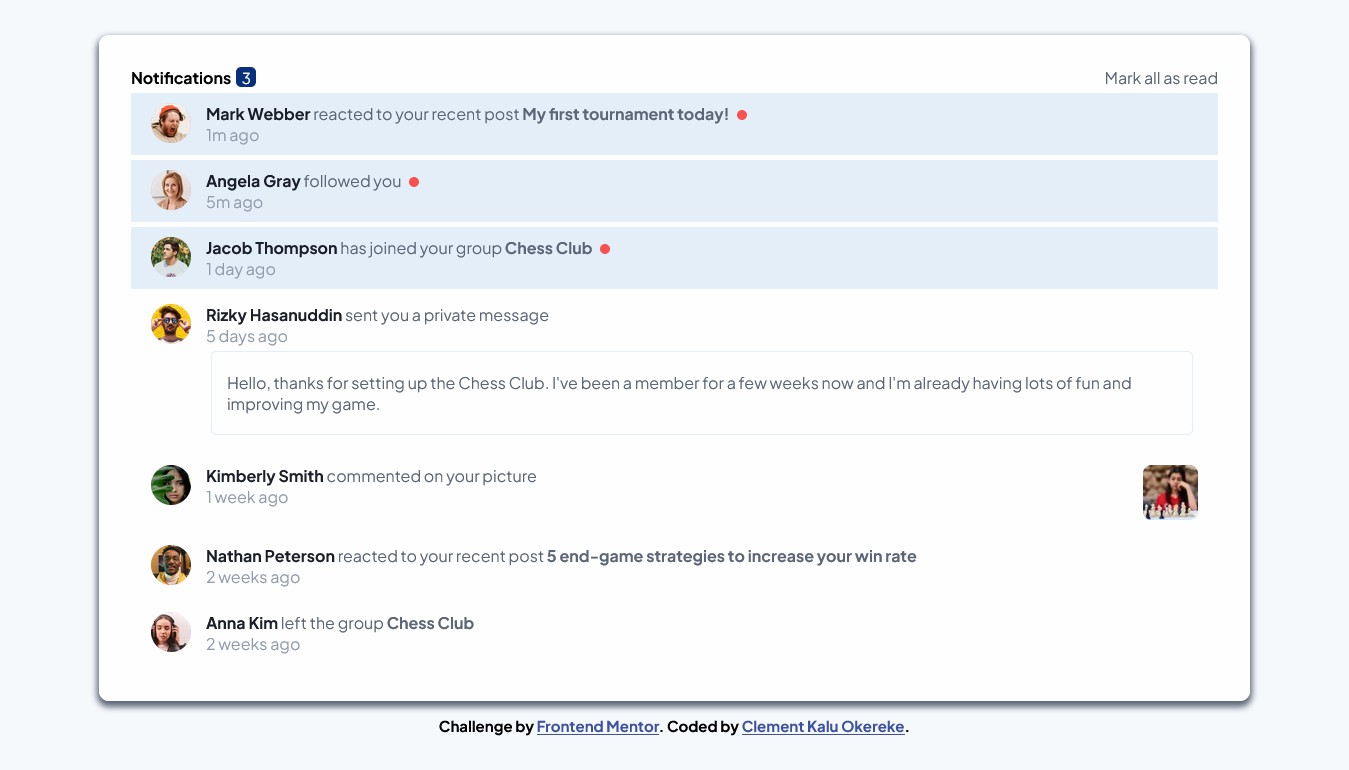 Notifications 3 Mark all as read
Mark Webber reacted to your recent post My first tournament today!
1m ago
Angela Gray followed you
5m ago
Jacob Thompson has joined your group Chess Club
1 day ago
Rizky Hasanuddin sent you a private message
5 days ago
Hello, thanks for setting up the Chess Club. I've been a member for a few weeks now and I'm already having lots of fun and
improving my game.
Kimberly Smith commented on your picture
1 week ago
Nathan Peterson reacted to your recent post 5 end-game strategies to increase your win rate
2 weeks ago
Anna Kim left the group Chess Club
2 weeks ago
Challenge by Frontend Mentor. Coded by Clement Kalu Okereke.